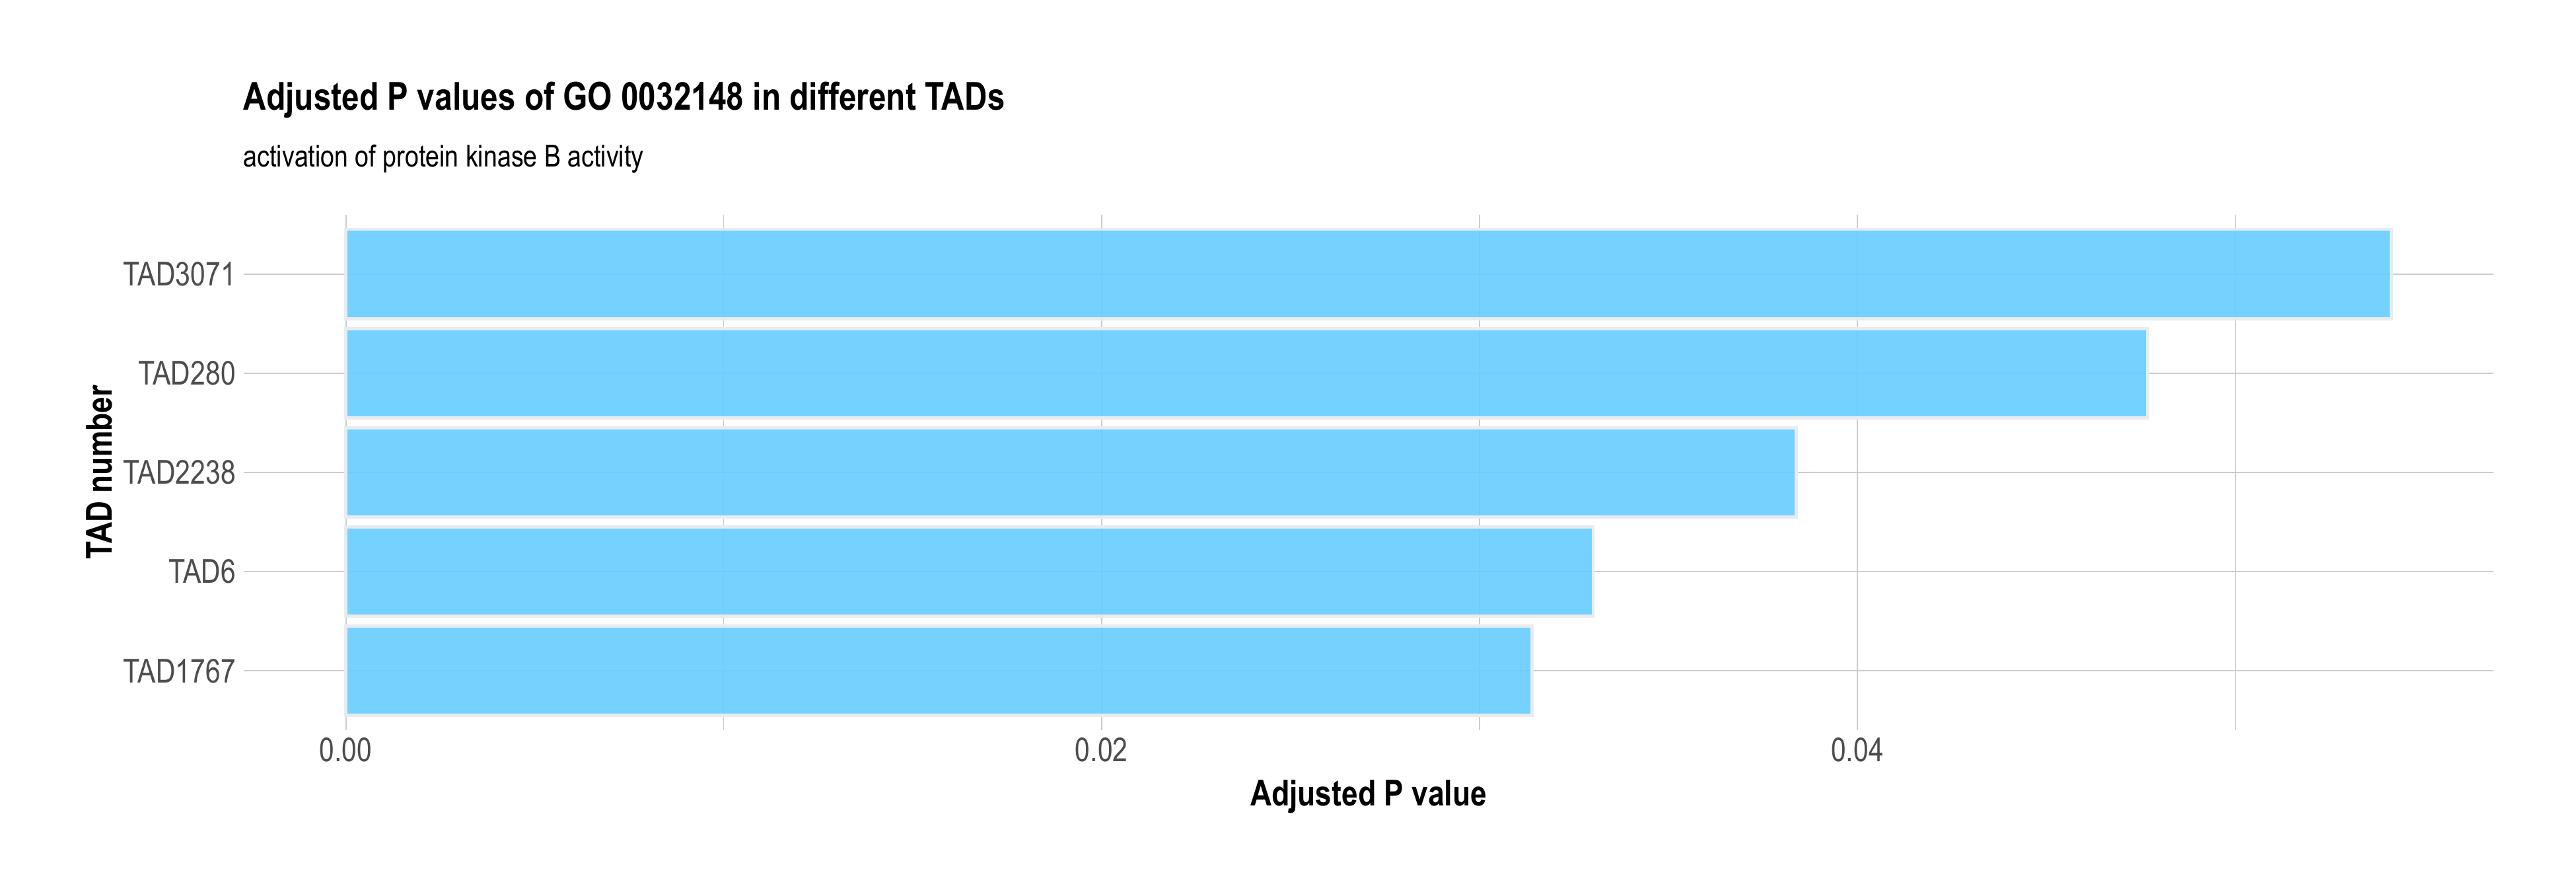 Adjusted P values of GO 0032148 in different TADs
activation of protein kinase B activity
TAD number
TAD3071
TAD280
TAD2238
TAD6
TAD1767
0.00 0.02 0.04
Adjusted P value